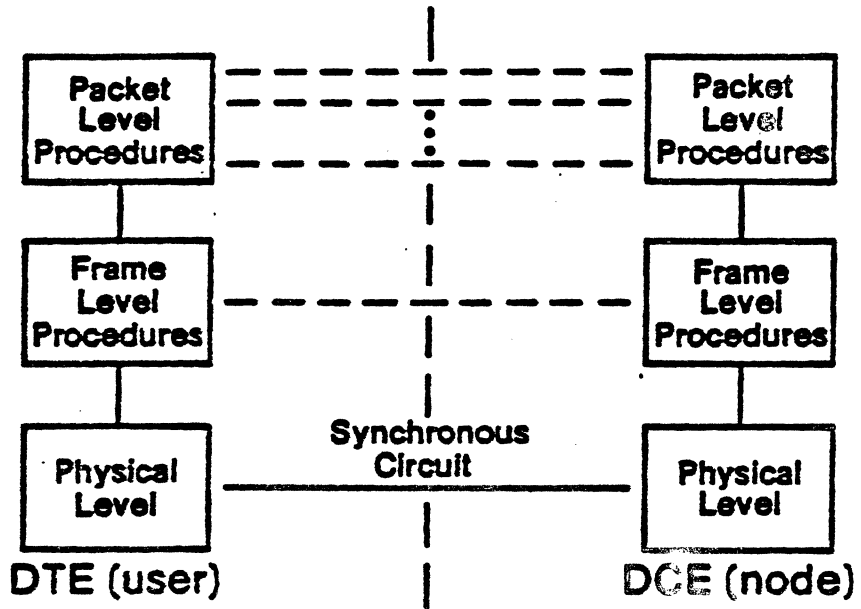 Packet
Level
Procedures
Packet
Level
Procedures
Frame
Level
Procedures
Frame
Level
Procedures
Synchronous
Circuit
Physical
Level
Physical
Level
DTE (user)
DCE (node)